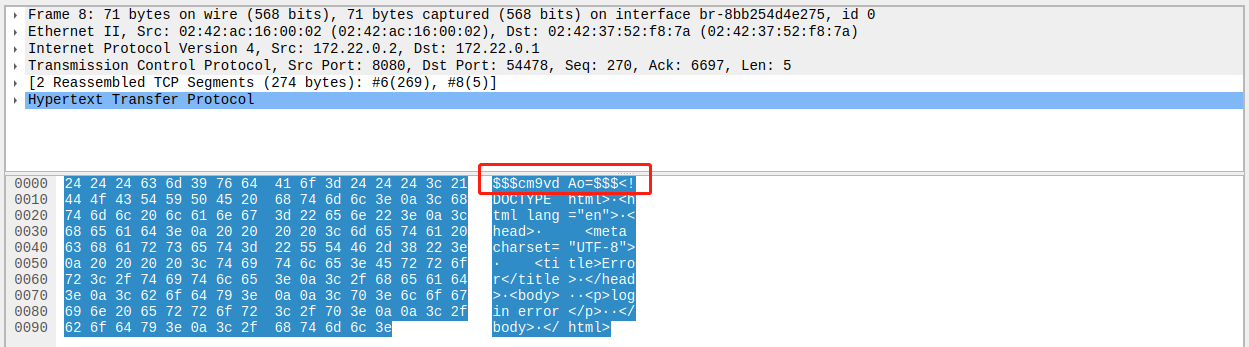 Frame 8: 71 bytes on wire (568 bits), 71 bytes captured (568 bits) on interface br-8bb254d4e275, id 0
Ethernet II, Src: 02:42:ac:16:00:02 (02:42:ac:16:00:02), Dst: 02:42:37:52:f8:7a (02:42:37:52:f8:7a)
Internet Protocol Version 4, Src: 172.22.0.2, Dst: 172.22.0.1
Transmission Control Protocol, Src Port: 8080, Dst Port: 54478, Seq: 270, Ack: 6697, Len: 5
[2 Reassembled TCP Segments (274 bytes): #6(269), #8(5)]
Hypertext Transfer Protocol
0000 24 24 24 63 6d 39 76 64 41 6f 3d 24 24 24 3c 21 $$$cm9vd Ao=$$$<!
0010 44 4f 43 54 59 50 45 20 68 74 6d 6c 3e 0a 3c 68 DOCTYPE html>·<h
0020 74 6d 6c 20 6c 61 6e 67 3d 22 65 6e 22 3e 0a 3c tml lang ="en">·<
0030 68 65 61 64 3e 0a 20 20 20 20 3c 6d 65 74 61 20 head>· <meta
0040 63 68 61 72 73 65 74 3d 22 55 54 46 2d 38 22 3e charset= "UTF-8">
0050 0a 20 20 20 20 3c 74 69 74 6c 65 3e 45 72 72 6f · <ti tle>Erro
0060 72 3c 2f 74 69 74 6c 65 3e 0a 3c 2f 68 65 61 64 r</title >·</head
0070 3e 0a 3c 62 6f 64 79 3e 0a 0a 3c 70 3e 6c 6f 67 >·<body> ··<p>log
0080 69 6e 20 65 72 72 6f 72 3c 2f 70 3e 0a 0a 3c 2f in error </p>··</
0090 62 6f 64 79 3e 0a 3c 2f 68 74 6d 6c 3e body>·</ html>